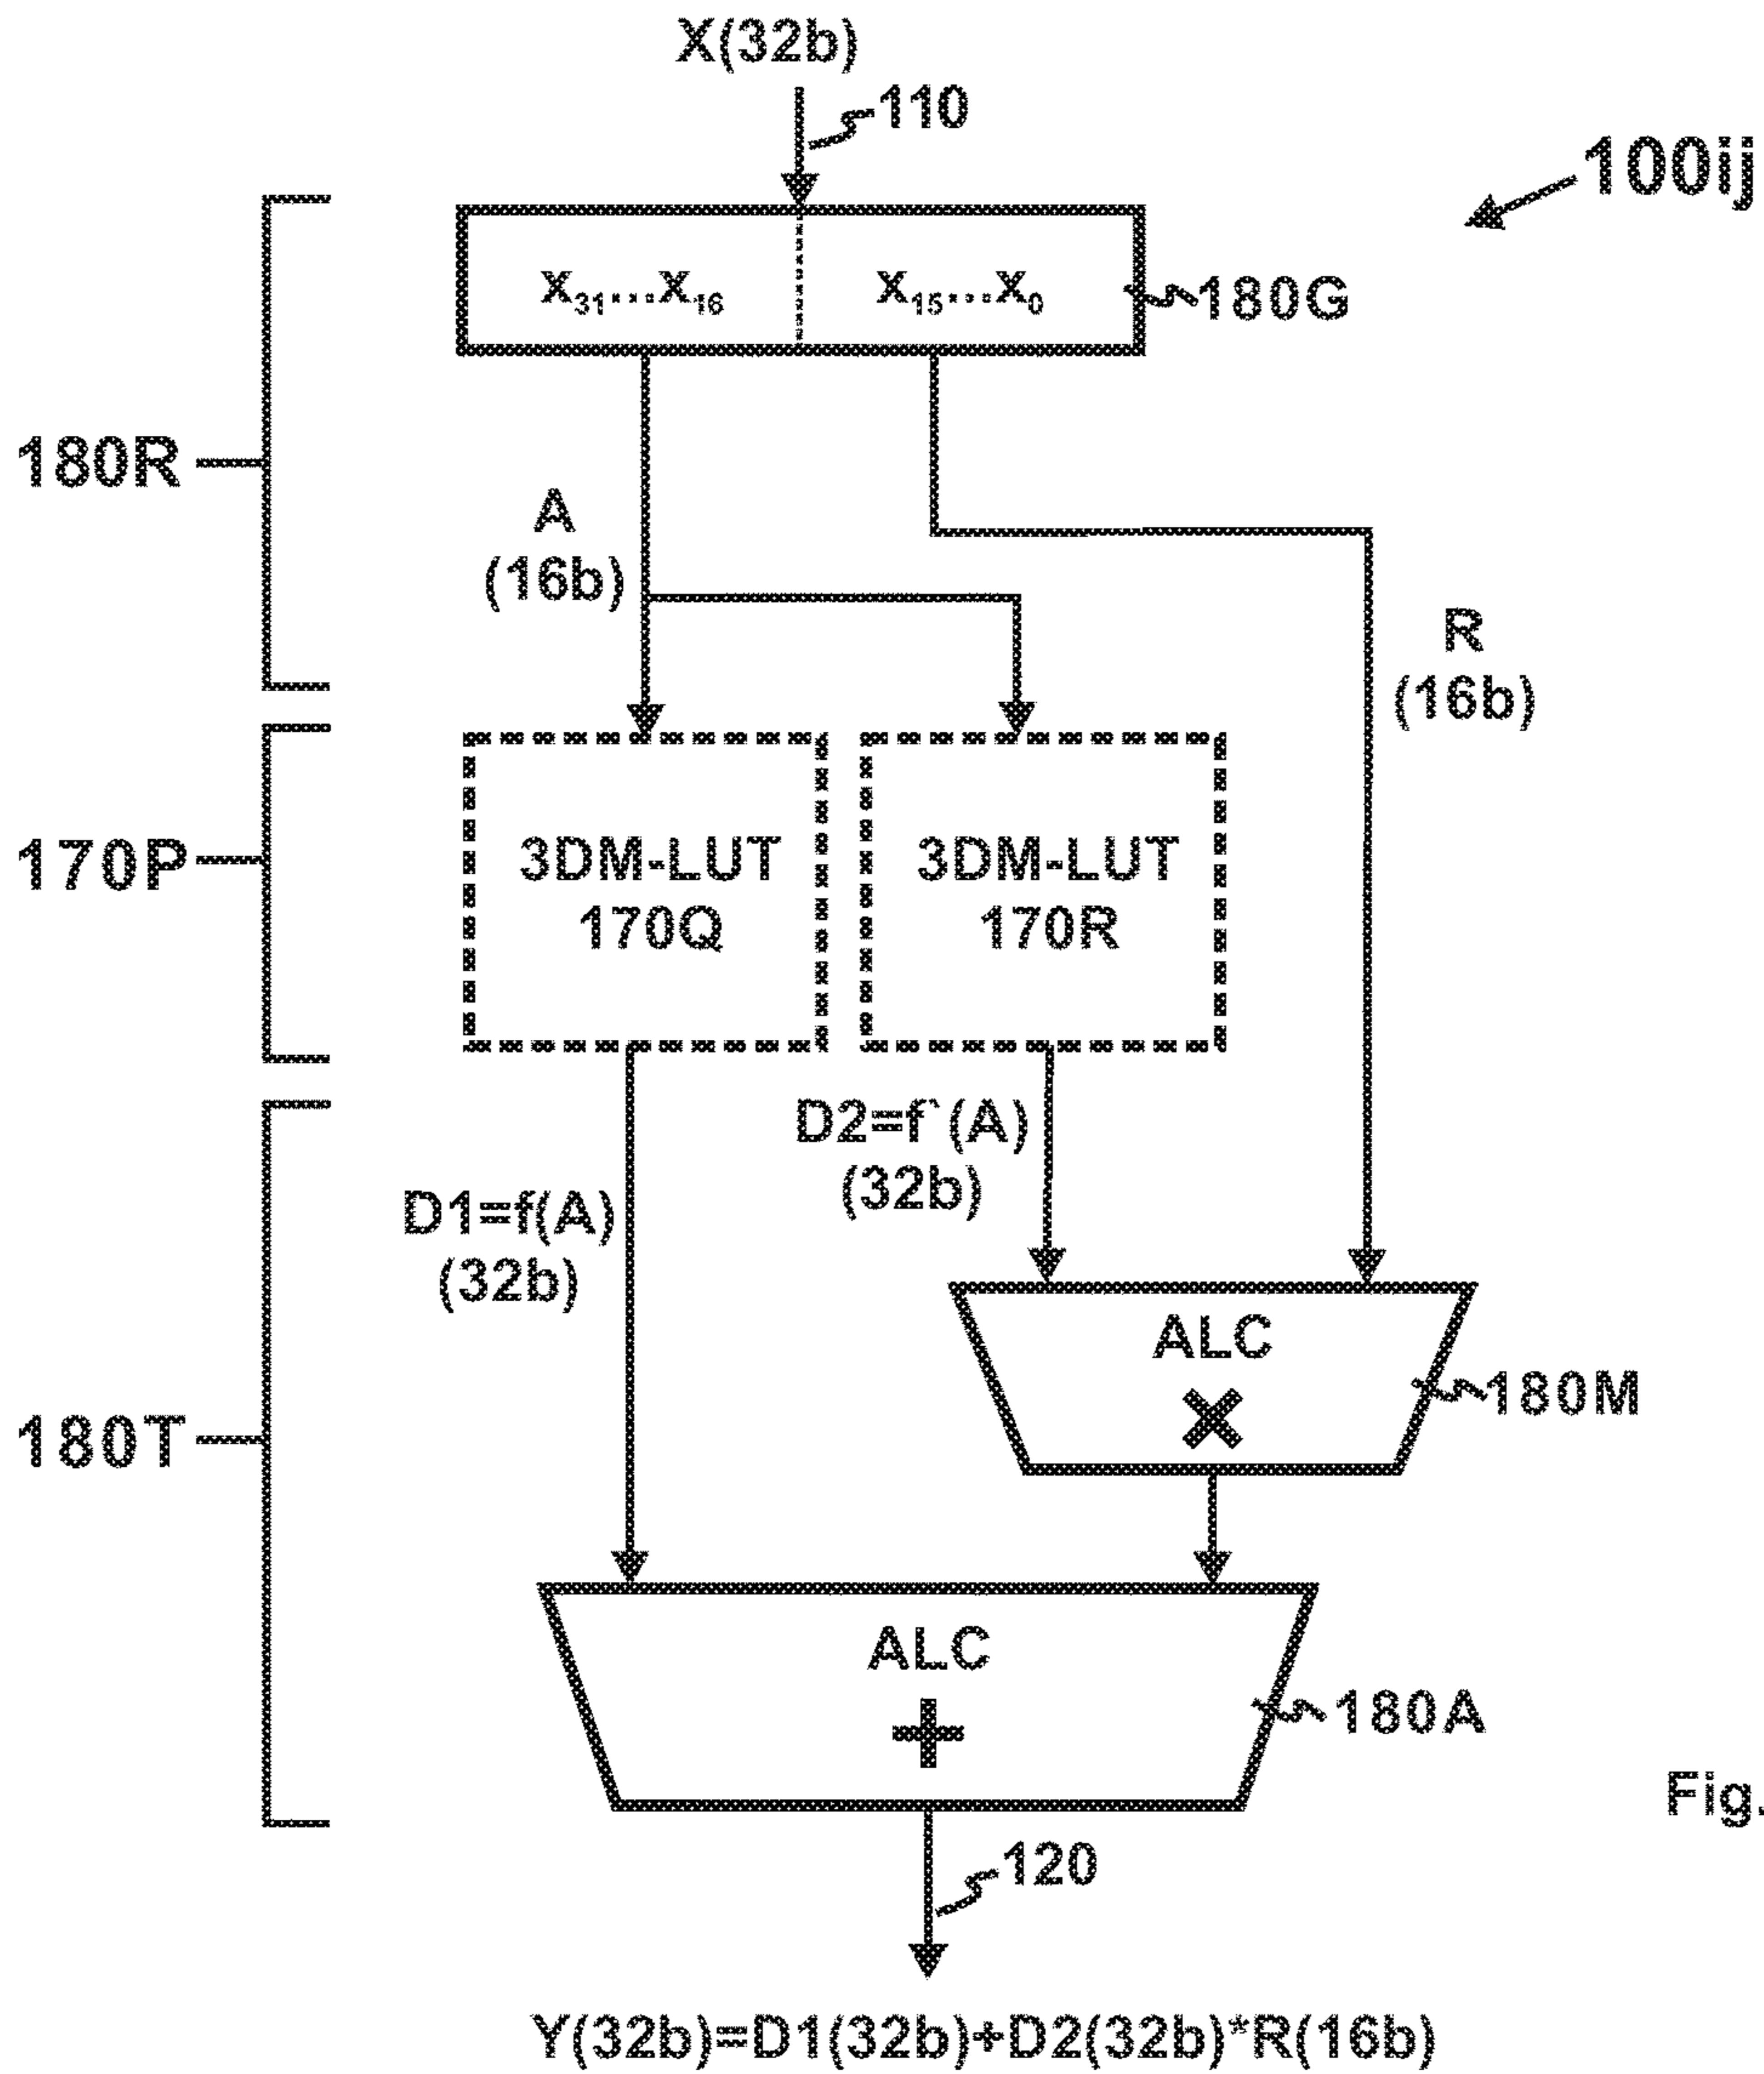 X(32b)
110
100ij
X31...X16
X15...X0
180G
180R
A
(16b)
R
(16b)
170P
3DM-LUT
170Q
3DM-LUT
170R
D2=f`(A)
(32b)
D1=f(A)
(32b)
ALC
×
180M
180T
ALC
+
180A
Fig.
120
Y(32b)=D1(32b)+D2(32b)*R(16b)